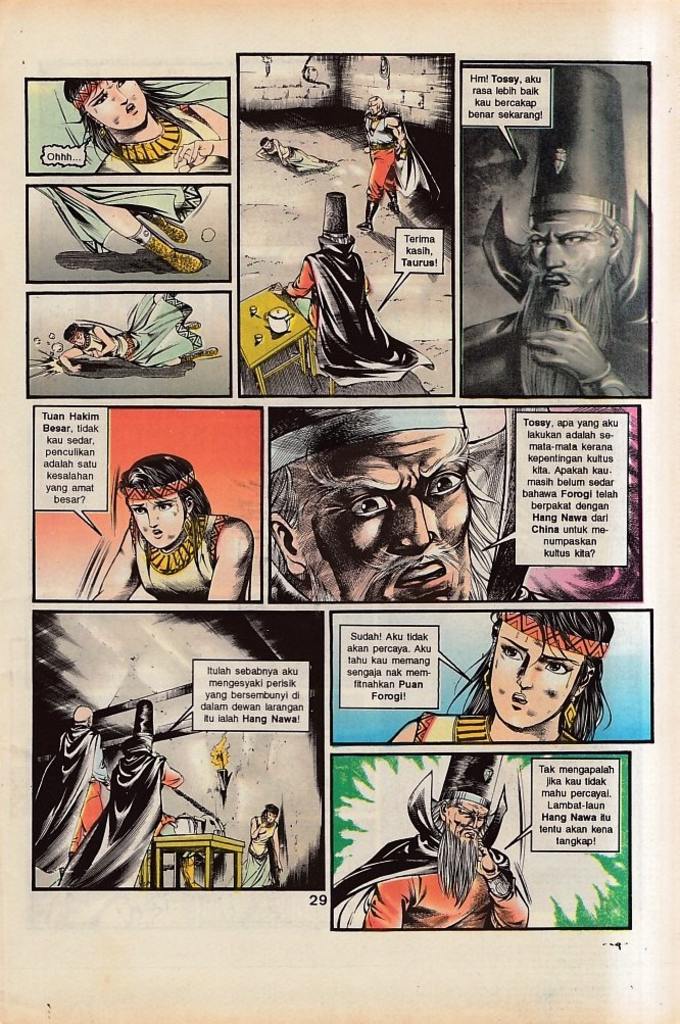 Ohhh...
Terima
kasih,
Taurus!
Hm! Tossy, aku
rasa lebih baik
kau bercakap
benar sekarang!
Tuan Hakim
Besar, tidak
kau sedar,
penculikan
adalah satu
kesalahan
yang amat
besar?
Tossy, apa yang aku
lakukan adalah se-
mata-mata kerana
kepentingan kultus
kita. Apakah kau-
masih belum sedar
bahawa Forogi telah
berpakat dengan
Hang Nawa dari
China untuk me-
numpaskan
kultus kita?
Itulah sebabnya aku
mengesyaki perisik
yang bersembunyi di
dalam dewan larangan
itu ialah Hang Nawa!
Sudah! Aku tidak
akan percaya. Aku
tahu kau memang
sengaja nak mem-
fitnahkan Puan
Forogi!
Tak mengapalah
jika kau tidak
mahu percayai.
Lambat-laun
Hang Nawa itu
tentu akan kena
tangkap!
29